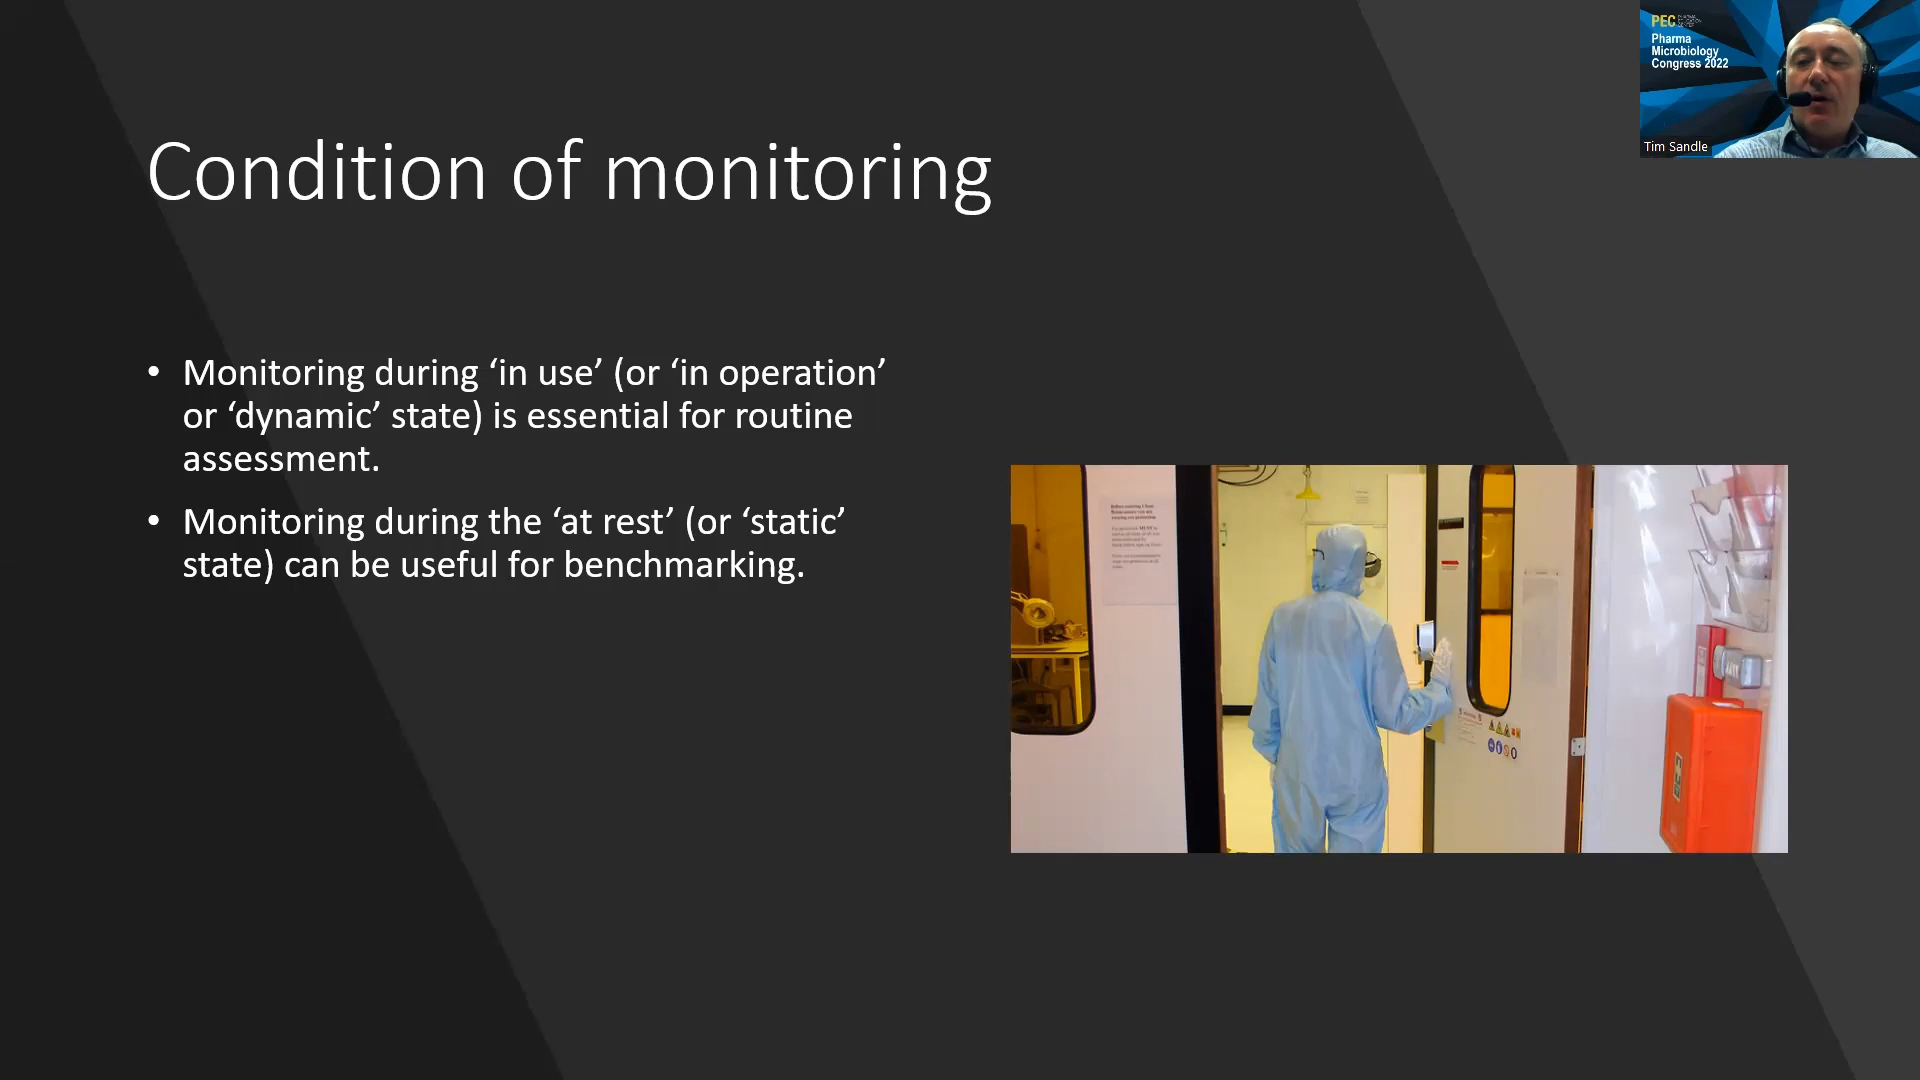 Condition of monitoring
• Monitoring during ‘in use’ (or ‘in operation’
or ‘dynamic’ state) is essential for routine
assessment.
• Monitoring during the ‘at rest’ (or ‘static’
state) can be useful for benchmarking.
PEC
Pharma
Microbiology
Congress 2022
Tim Sandle